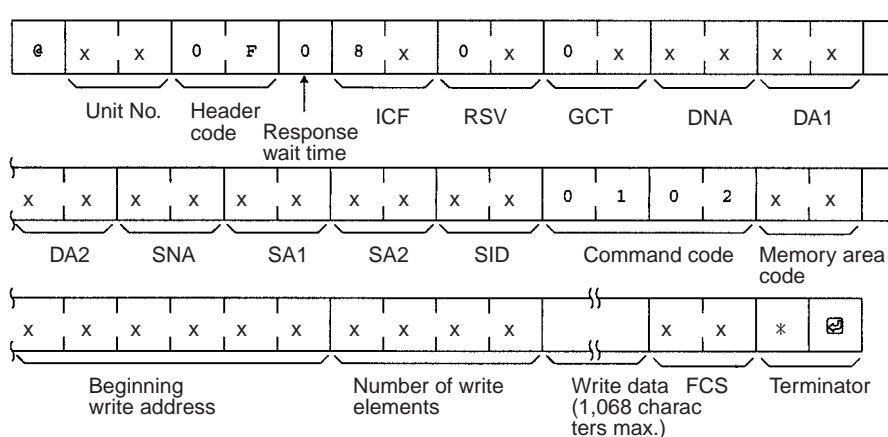 @ x x 0 F 0 8 x 0 x 0 x x x x x
Unit No. Header code Response wait time ICF RSV GCT DNA DA1
x x x x x x x x x x 0 1 0 2 x x
DA2 SNA SA1 SA2 SID Command code Memory area code
x x x x x x x x x x x x * ↵
Beginning write address Number of write elements Write data (1,068 charac ters max.) FCS Terminator